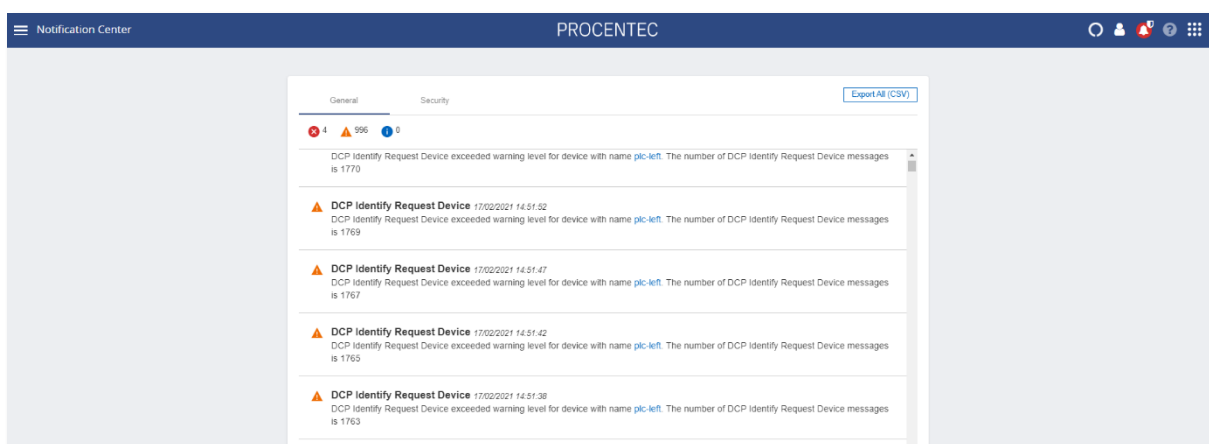 Notification Center
PROCENTEC
General
Security
Export All (CSV)
4
996
0
DCP Identify Request Device exceeded warning level for device with name plc-left. The number of DCP Identify Request Device messages
is 1770
DCP Identify Request Device 17/02/2021 14:51:52
DCP Identify Request Device exceeded warning level for device with name plc-left. The number of DCP Identify Request Device messages
is 1769
DCP Identify Request Device 17/02/2021 14:51:47
DCP Identify Request Device exceeded warning level for device with name plc-left. The number of DCP Identify Request Device messages
is 1767
DCP Identify Request Device 17/02/2021 14:51:42
DCP Identify Request Device exceeded warning level for device with name plc-left. The number of DCP Identify Request Device messages
is 1765
DCP Identify Request Device 17/02/2021 14:51:38
DCP Identify Request Device exceeded warning level for device with name plc-left. The number of DCP Identify Request Device messages
is 1763